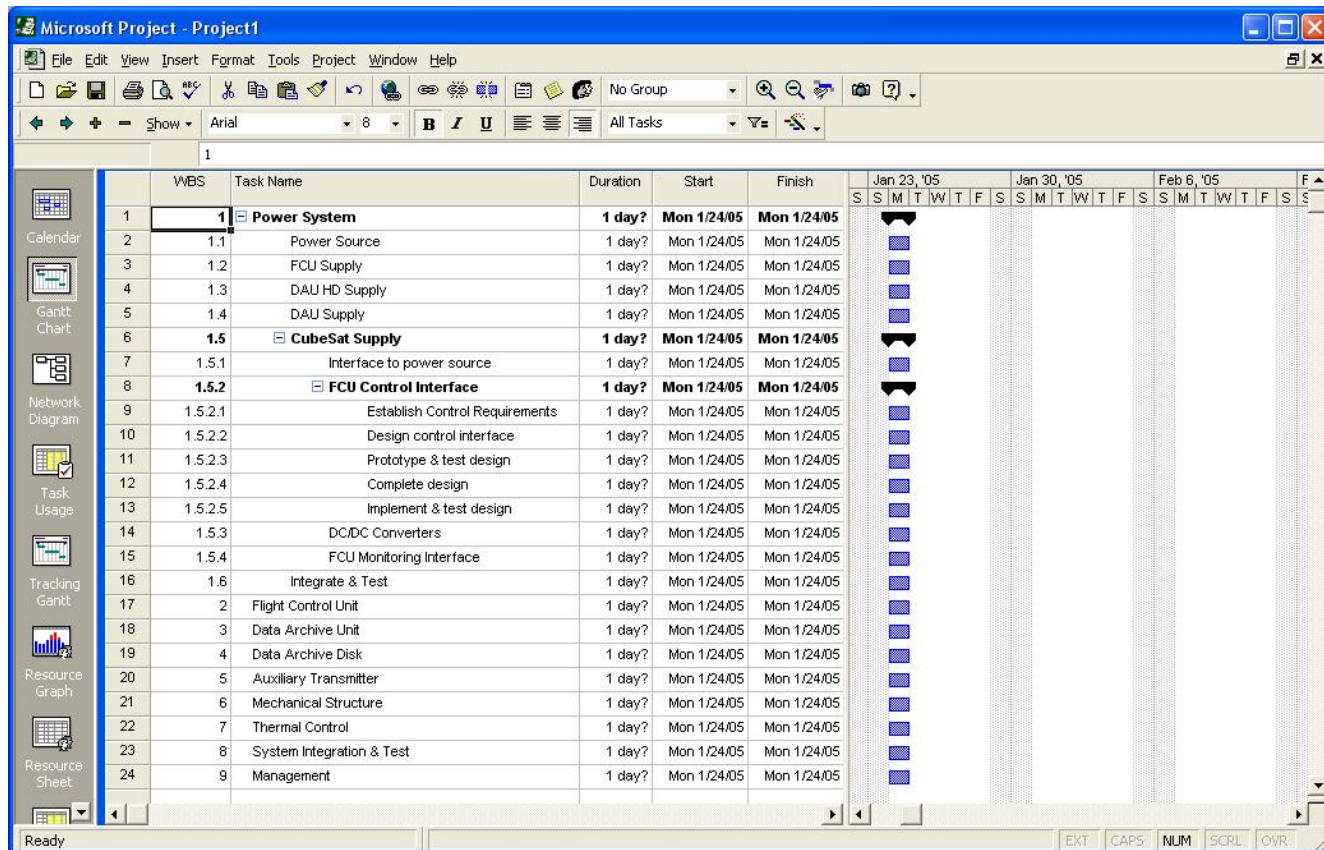 Microsoft Project - Project1
File Edit View Insert Format Tools Project Window Help
No Group
Show Arial 8 B I U All Tasks
1
WBS Task Name Duration Start Finish Jan 23, '05 Jan 30, '05 Feb 6, '05 F
S S M T W T F S S M T W T F S S M T W T F S S
1 1 Power System 1 day? Mon 1/24/05 Mon 1/24/05
2 1.1 Power Source 1 day? Mon 1/24/05 Mon 1/24/05
3 1.2 FCU Supply 1 day? Mon 1/24/05 Mon 1/24/05
4 1.3 DAU HD Supply 1 day? Mon 1/24/05 Mon 1/24/05
5 1.4 DAU Supply 1 day? Mon 1/24/05 Mon 1/24/05
6 1.5 CubeSat Supply 1 day? Mon 1/24/05 Mon 1/24/05
7 1.5.1 Interface to power source 1 day? Mon 1/24/05 Mon 1/24/05
8 1.5.2 FCU Control Interface 1 day? Mon 1/24/05 Mon 1/24/05
9 1.5.2.1 Establish Control Requirements 1 day? Mon 1/24/05 Mon 1/24/05
10 1.5.2.2 Design control interface 1 day? Mon 1/24/05 Mon 1/24/05
11 1.5.2.3 Prototype & test design 1 day? Mon 1/24/05 Mon 1/24/05
12 1.5.2.4 Complete design 1 day? Mon 1/24/05 Mon 1/24/05
13 1.5.2.5 Implement & test design 1 day? Mon 1/24/05 Mon 1/24/05
14 1.5.3 DC/DC Converters 1 day? Mon 1/24/05 Mon 1/24/05
15 1.5.4 FCU Monitoring Interface 1 day? Mon 1/24/05 Mon 1/24/05
16 1.6 Integrate & Test 1 day? Mon 1/24/05 Mon 1/24/05
17 2 Flight Control Unit 1 day? Mon 1/24/05 Mon 1/24/05
18 3 Data Archive Unit 1 day? Mon 1/24/05 Mon 1/24/05
19 4 Data Archive Disk 1 day? Mon 1/24/05 Mon 1/24/05
20 5 Auxiliary Transmitter 1 day? Mon 1/24/05 Mon 1/24/05
21 6 Mechanical Structure 1 day? Mon 1/24/05 Mon 1/24/05
22 7 Thermal Control 1 day? Mon 1/24/05 Mon 1/24/05
23 8 System Integration & Test 1 day? Mon 1/24/05 Mon 1/24/05
24 9 Management 1 day? Mon 1/24/05 Mon 1/24/05
Calendar
Gantt
Chart
Network
Diagram
Task
Usage
Tracking
Gantt
Resource
Graph
Resource
Sheet
Ready EXT CAPS NUM SCRL OVR